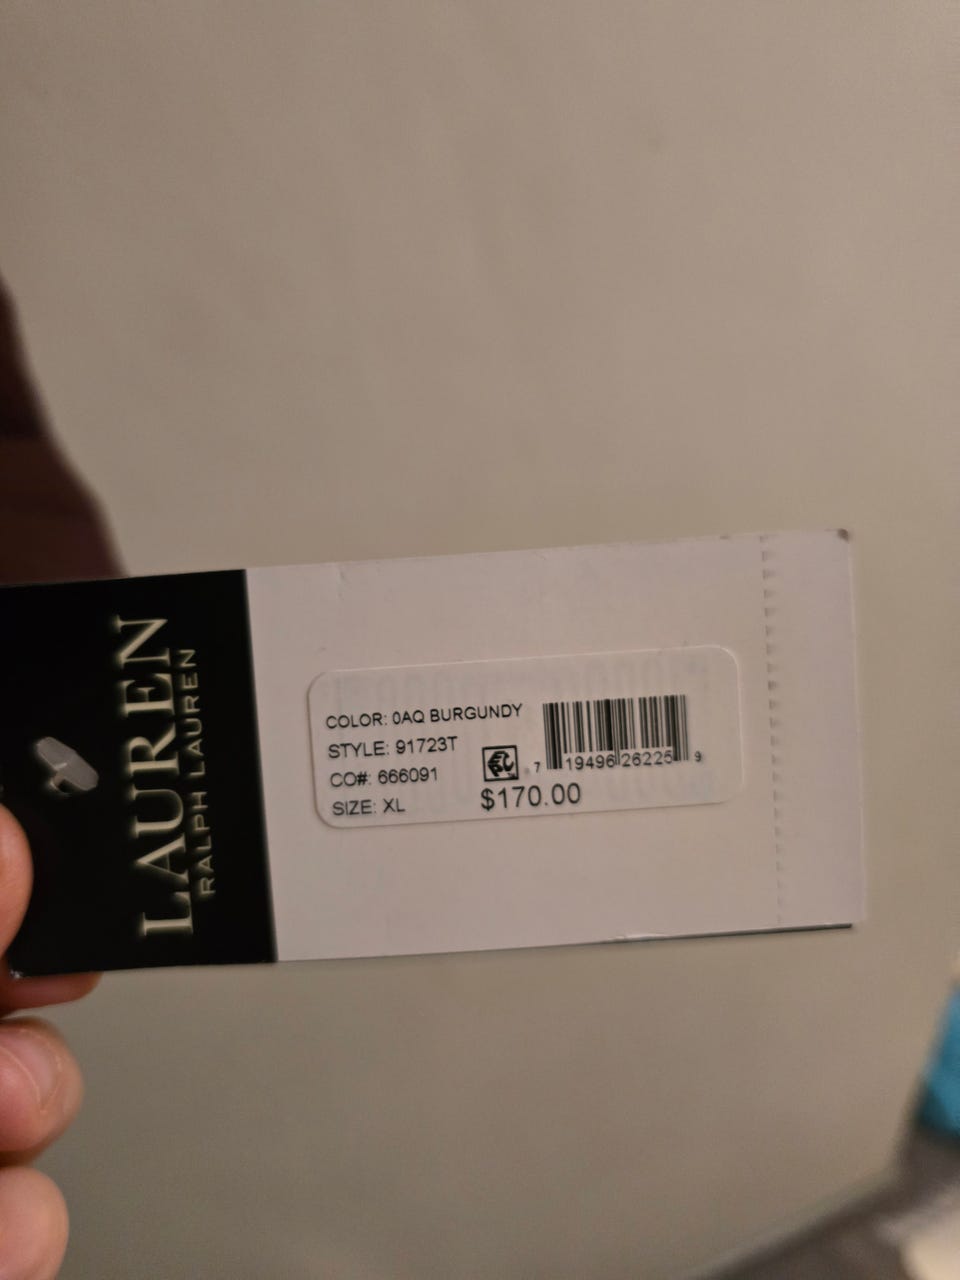 LAUREN
RALPH LAUREN
COLOR: 0AQ BURGUNDY
STYLE: 91723T
CO#: 666091
SIZE: XL
7 19496 26225 9
$170.00